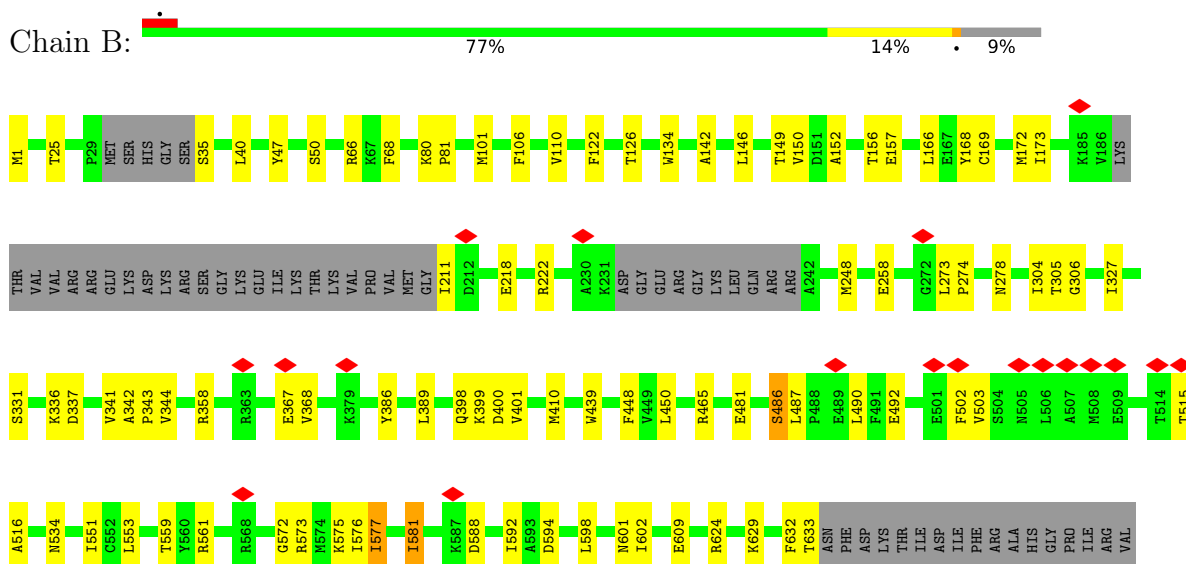 Chain B:
77% 14% • 9%
M1 T25 P29 MET SER HIS GLY SER S35 L40 Y47 S50 R66 K67 F68 K80 P81 M101 F106 V110 F122 T126 W134 A142 L146 T149 V150 D151 A152 T156 E157 L166 E167 Y168 C169 M172 I173 K185 V186 LYS
THR VAL VAL ARG ARG GLU LYS ASP LYS ARG SER GLY LYS GLU ILE LYS THR LYS VAL PRO VAL MET GLY I211 D212 E218 R222 A230 K231 ASP GLY GLU ARG GLY LYS LEU GLN ARG ARG A242 M248 E258 G272 L273 P274 N278 I304 T305 G306 I327
S331 K336 D337 V341 A342 P343 V344 R358 R363 E367 V368 K379 Y386 L389 Q398 K399 D400 V401 M410 W439 F448 V449 L450 R465 E481 S486 L487 P488 E489 L490 F491 E492 E501 F502 V503 S504 N505 L506 A507 M508 E509 T514 T515
A516 N534 I551 C552 L553 T559 Y560 R561 R568 G572 R573 M574 K575 I576 I577 I581 K587 D588 I592 A593 D594 L598 N601 I602 E609 R624 K629 F632 T633 ASN PHE ASP LYS THR ILE ASP ILE PHE ARG ALA HIS GLY PRO ILE ARG VAL